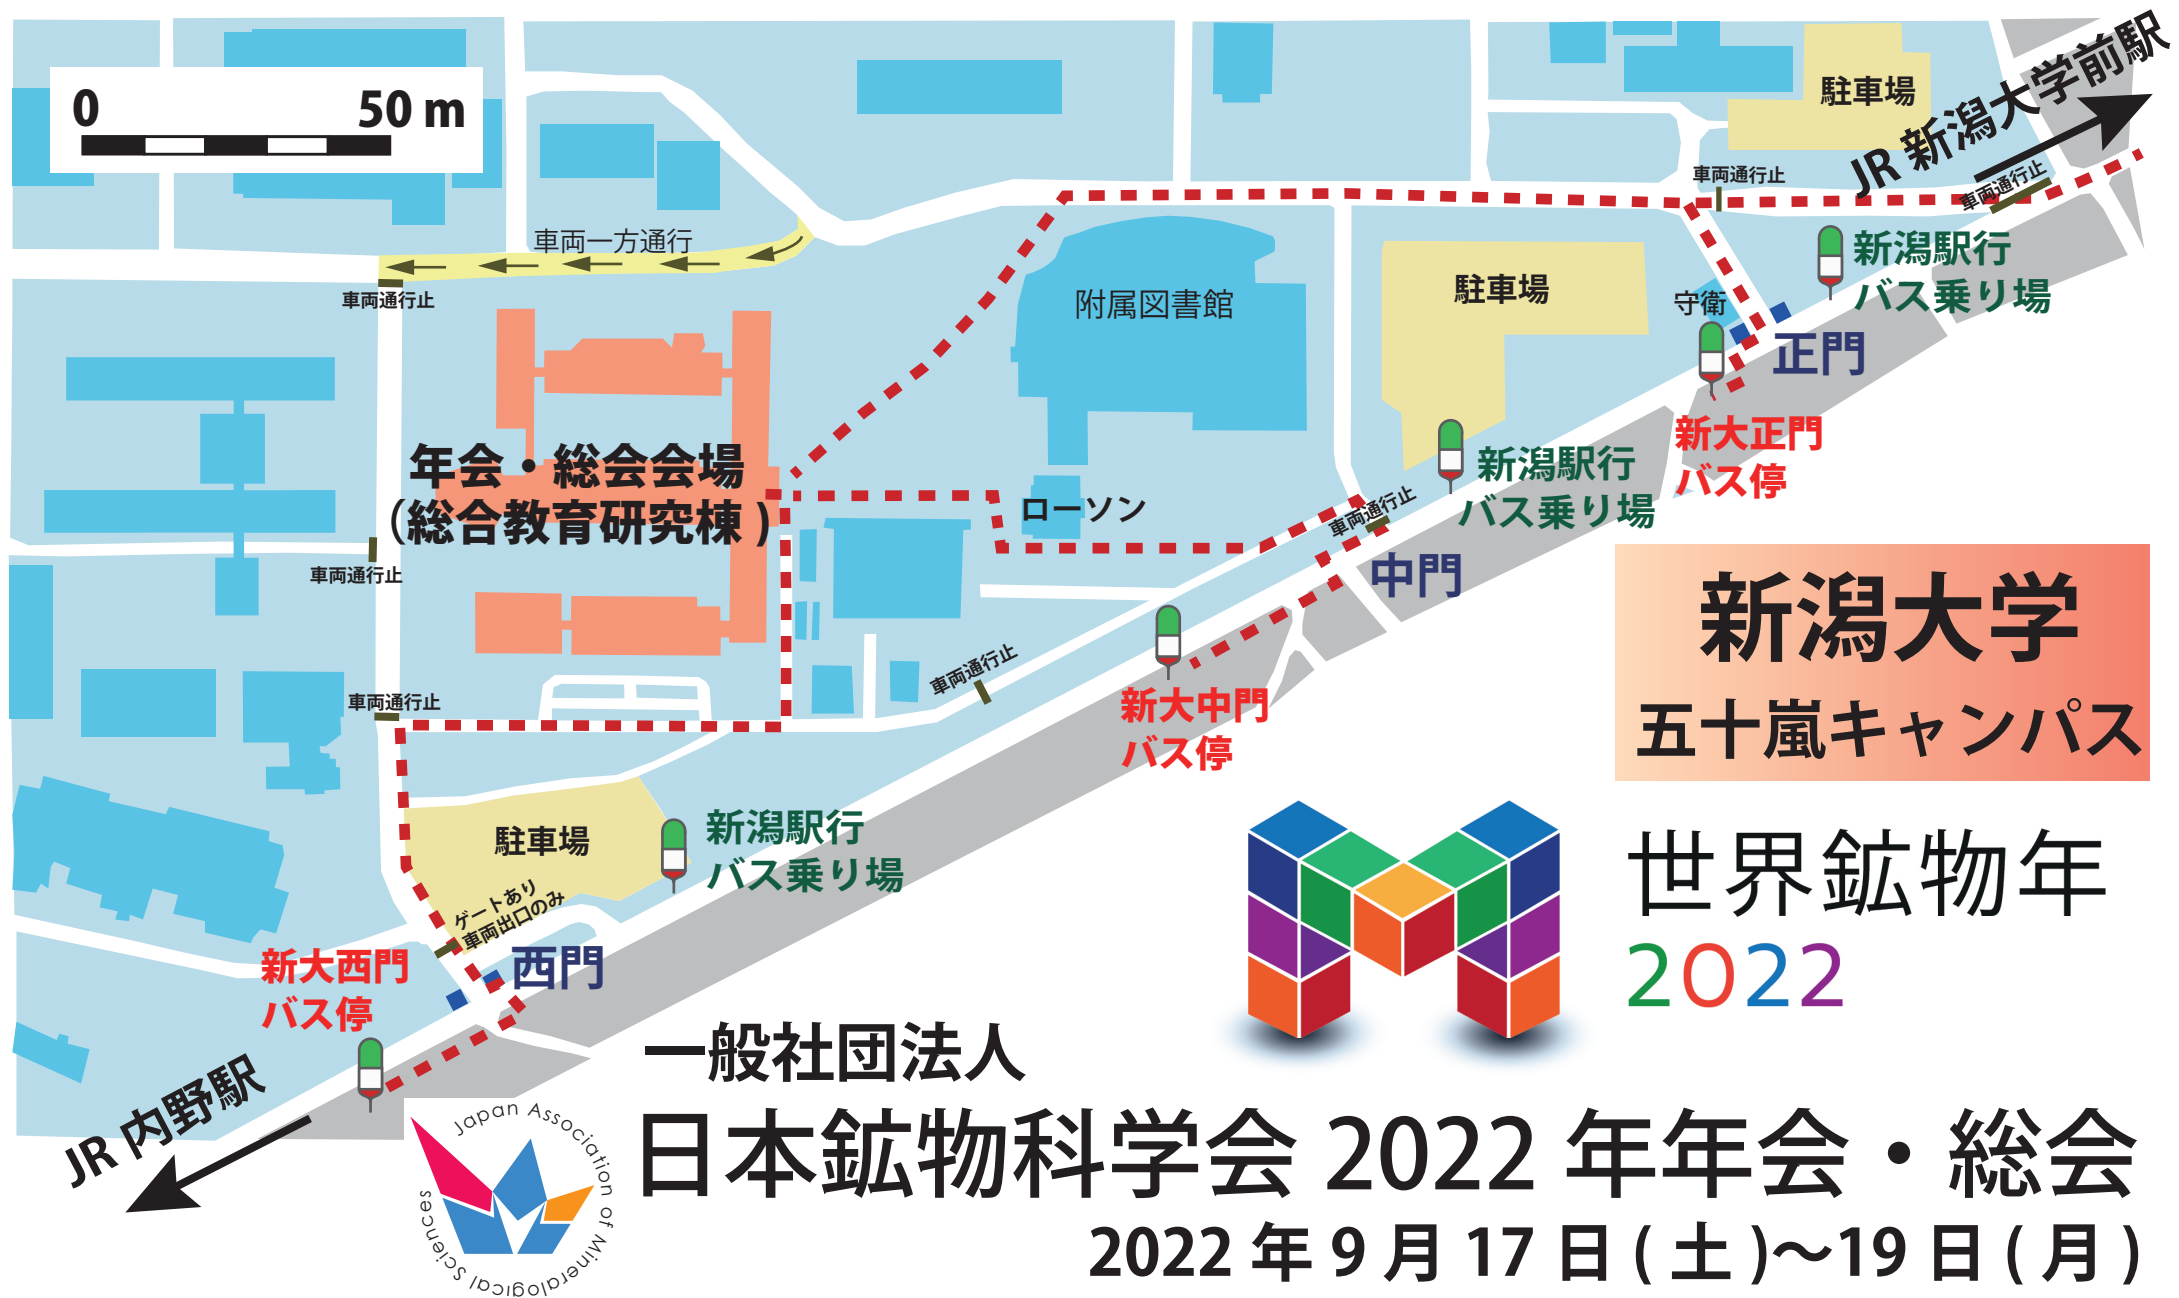 0 50 m
駐車場
JR 新潟大学前駅
車両通行止
車両通行止
車両一方通行
車両通行止
附属図書館
駐車場
守衛
新潟駅行
バス乗り場
正門
新大正門
バス停
年会・総会会場
（総合教育研究棟）
ローソン
車両通行止
新潟駅行
バス乗り場
中門
車両通行止
車両通行止
新大中門
バス停
車両通行止
新潟大学
五十嵐キャンパス
駐車場
新潟駅行
バス乗り場
ゲートあり
車両出口のみ
西門
新大西門
バス停
JR 内野駅
世界鉱物年
2022
一般社団法人
日本鉱物科学会 2022 年年会・総会
2022 年 9 月 17 日 ( 土 )～19 日 ( 月 )
Japan Association of Mineralogical Sciences